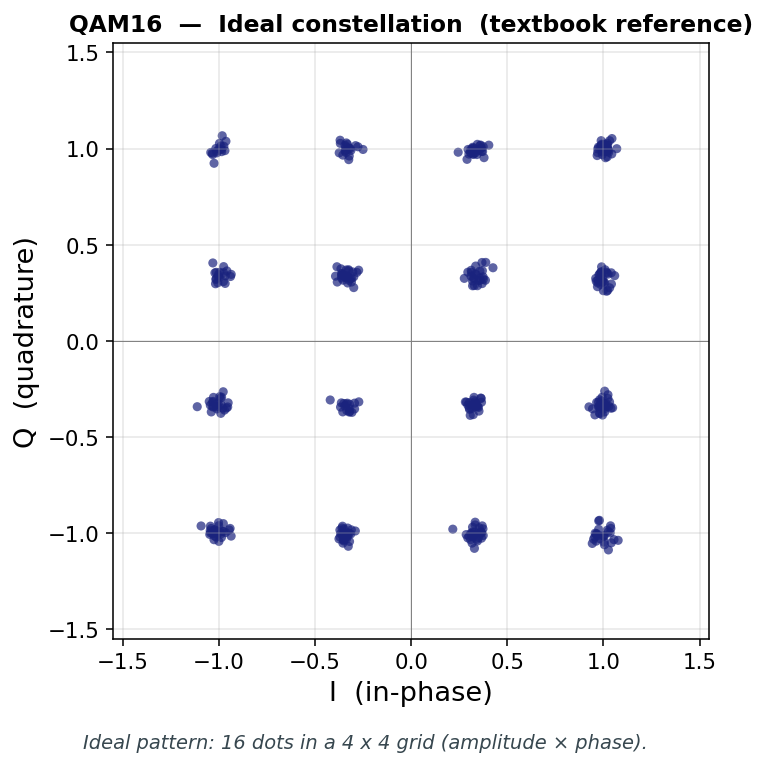 QAM16 — Ideal constellation (textbook reference)
1.5
1.0
0.5
0.0
−0.5
−1.0
−1.5
Q (quadrature)
−1.5 −1.0 −0.5 0.0 0.5 1.0 1.5
I (in-phase)
Ideal pattern: 16 dots in a 4 x 4 grid (amplitude × phase).